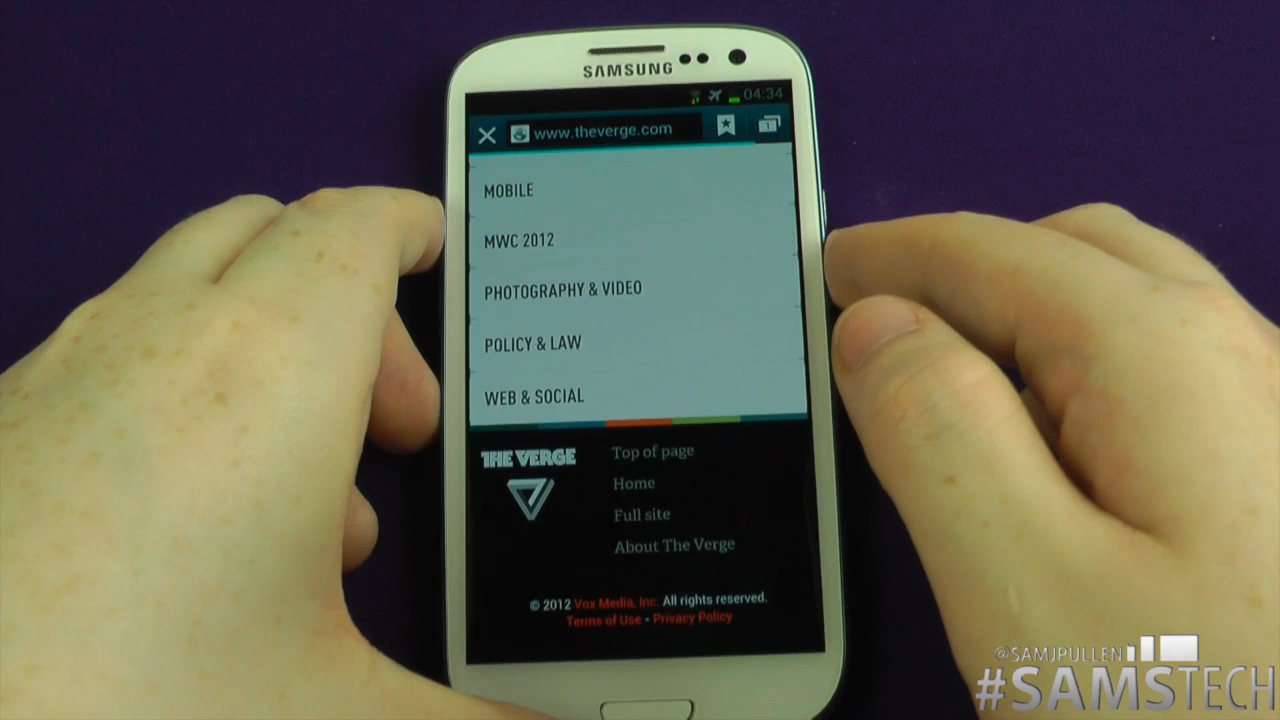 SAMSUNG
04:34
www.theverge.com
1
MOBILE
MWC 2012
PHOTOGRAPHY & VIDEO
POLICY & LAW
WEB & SOCIAL
THE VERGE
Top of page
Home
Full site
About The Verge
© 2012 Vox Media, Inc. All rights reserved.
Terms of Use • Privacy Policy
@SAMJPULLEN
#SAMSTECH